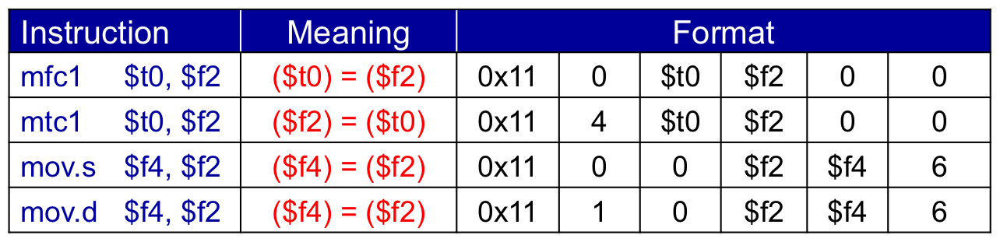 Instruction Meaning Format
mfc1 $t0, $f2 ($t0) = ($f2) 0x11 0 $t0 $f2 0 0
mtc1 $t0, $f2 ($f2) = ($t0) 0x11 4 $t0 $f2 0 0
mov.s $f4, $f2 ($f4) = ($f2) 0x11 0 0 $f2 $f4 6
mov.d $f4, $f2 ($f4) = ($f2) 0x11 1 0 $f2 $f4 6